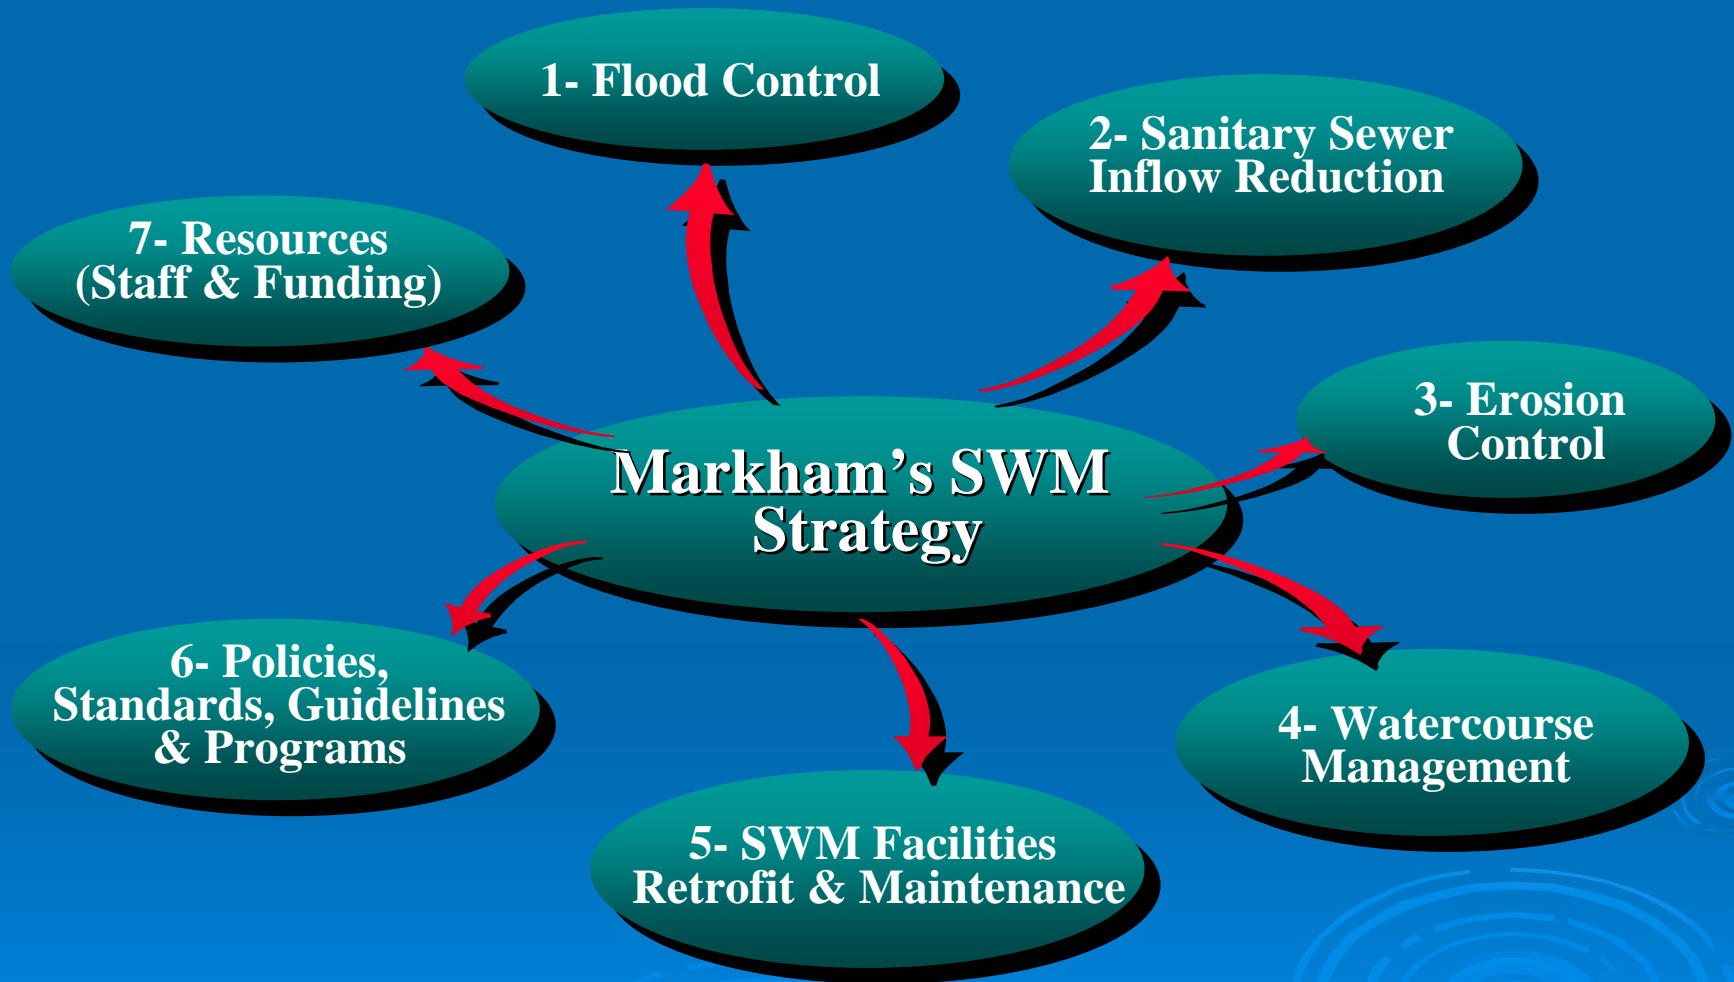 1- Flood Control
2- Sanitary Sewer
Inflow Reduction
7- Resources
(Staff & Funding)
3- Erosion
Control
Markham’s SWM
Strategy
6- Policies,
Standards, Guidelines
& Programs
4- Watercourse
Management
5- SWM Facilities
Retrofit & Maintenance